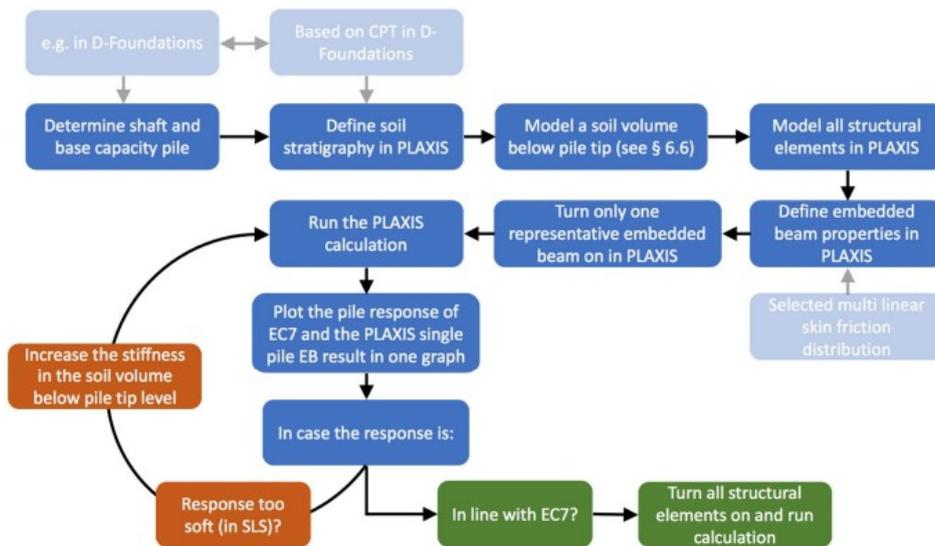 e.g. in D-Foundations
Based on CPT in D-
Foundations
Determine shaft and
base capacity pile
Define soil
stratigraphy in PLAXIS
Model a soil volume
below pile tip (see § 6.6)
Model all structural
elements in PLAXIS
Run the PLAXIS
calculation
Turn only one
representative embedded
beam on in PLAXIS
Define embedded
beam properties in
PLAXIS
Plot the pile response of
EC7 and the PLAXIS single
pile EB result in one graph
Selected multi linear
skin friction
distribution
Increase the stiffness
in the soil volume
below pile tip level
In case the response is:
Response too
soft (in SLS)?
In line with EC7?
Turn all structural
elements on and run
calculation